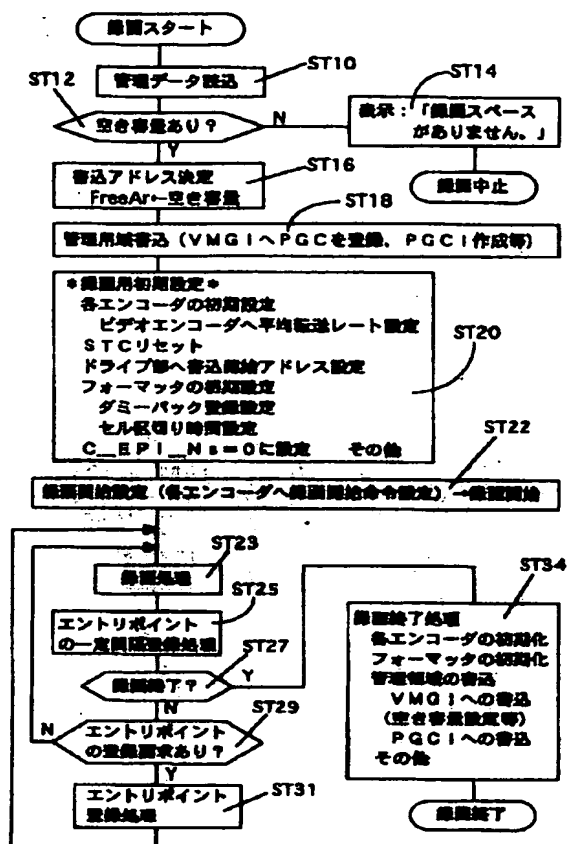 録画スタート
ST10
管理データ読込
ST12
空き容量あり？
N
Y
ST14
表示：「録画スペース
がありません。」
録画中止
ST16
書込アドレス決定
FreeAr←空き容量
ST18
管理用域書込（VMGIへPGCを登録、PGCI作成等）
ST20
＊録画用初期設定＊
各エンコーダの初期設定
ビデオエンコーダへ平均転送レート設定
STCリセット
ドライブ部へ書込開始アドレス設定
フォーマッタの初期設定
ダミーパック登録設定
セル区切り時間設定
C_EPI_Ns=0に設定　その他
ST22
録画開始設定（各エンコーダへ録画開始命令設定）→録画開始
ST23
録画処理
ST25
エントリポイント
の一定間隔登録処理
ST27
録画終了？
Y
N
ST29
エントリポイント
の登録要求あり？
N
Y
ST31
エントリポイント
登録処理
ST34
録画終了処理
各エンコーダの初期化
フォーマッタの初期化
管理領域の書込
VMGIへの書込
（空き容量設定等）
PGCIへの書込
その他
録画終了